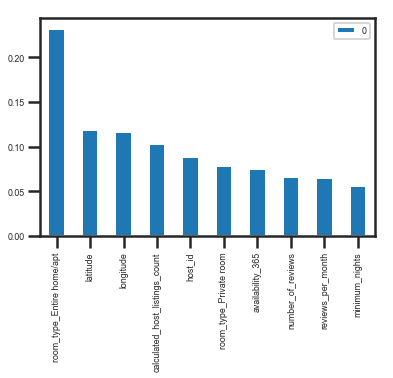 0
0.20
0.15
0.10
0.05
0.00
room_type_Entire home/apt
latitude
longitude
calculated_host_listings_count
host_id
room_type_Private room
availability_365
number_of_reviews
reviews_per_month
minimum_nights